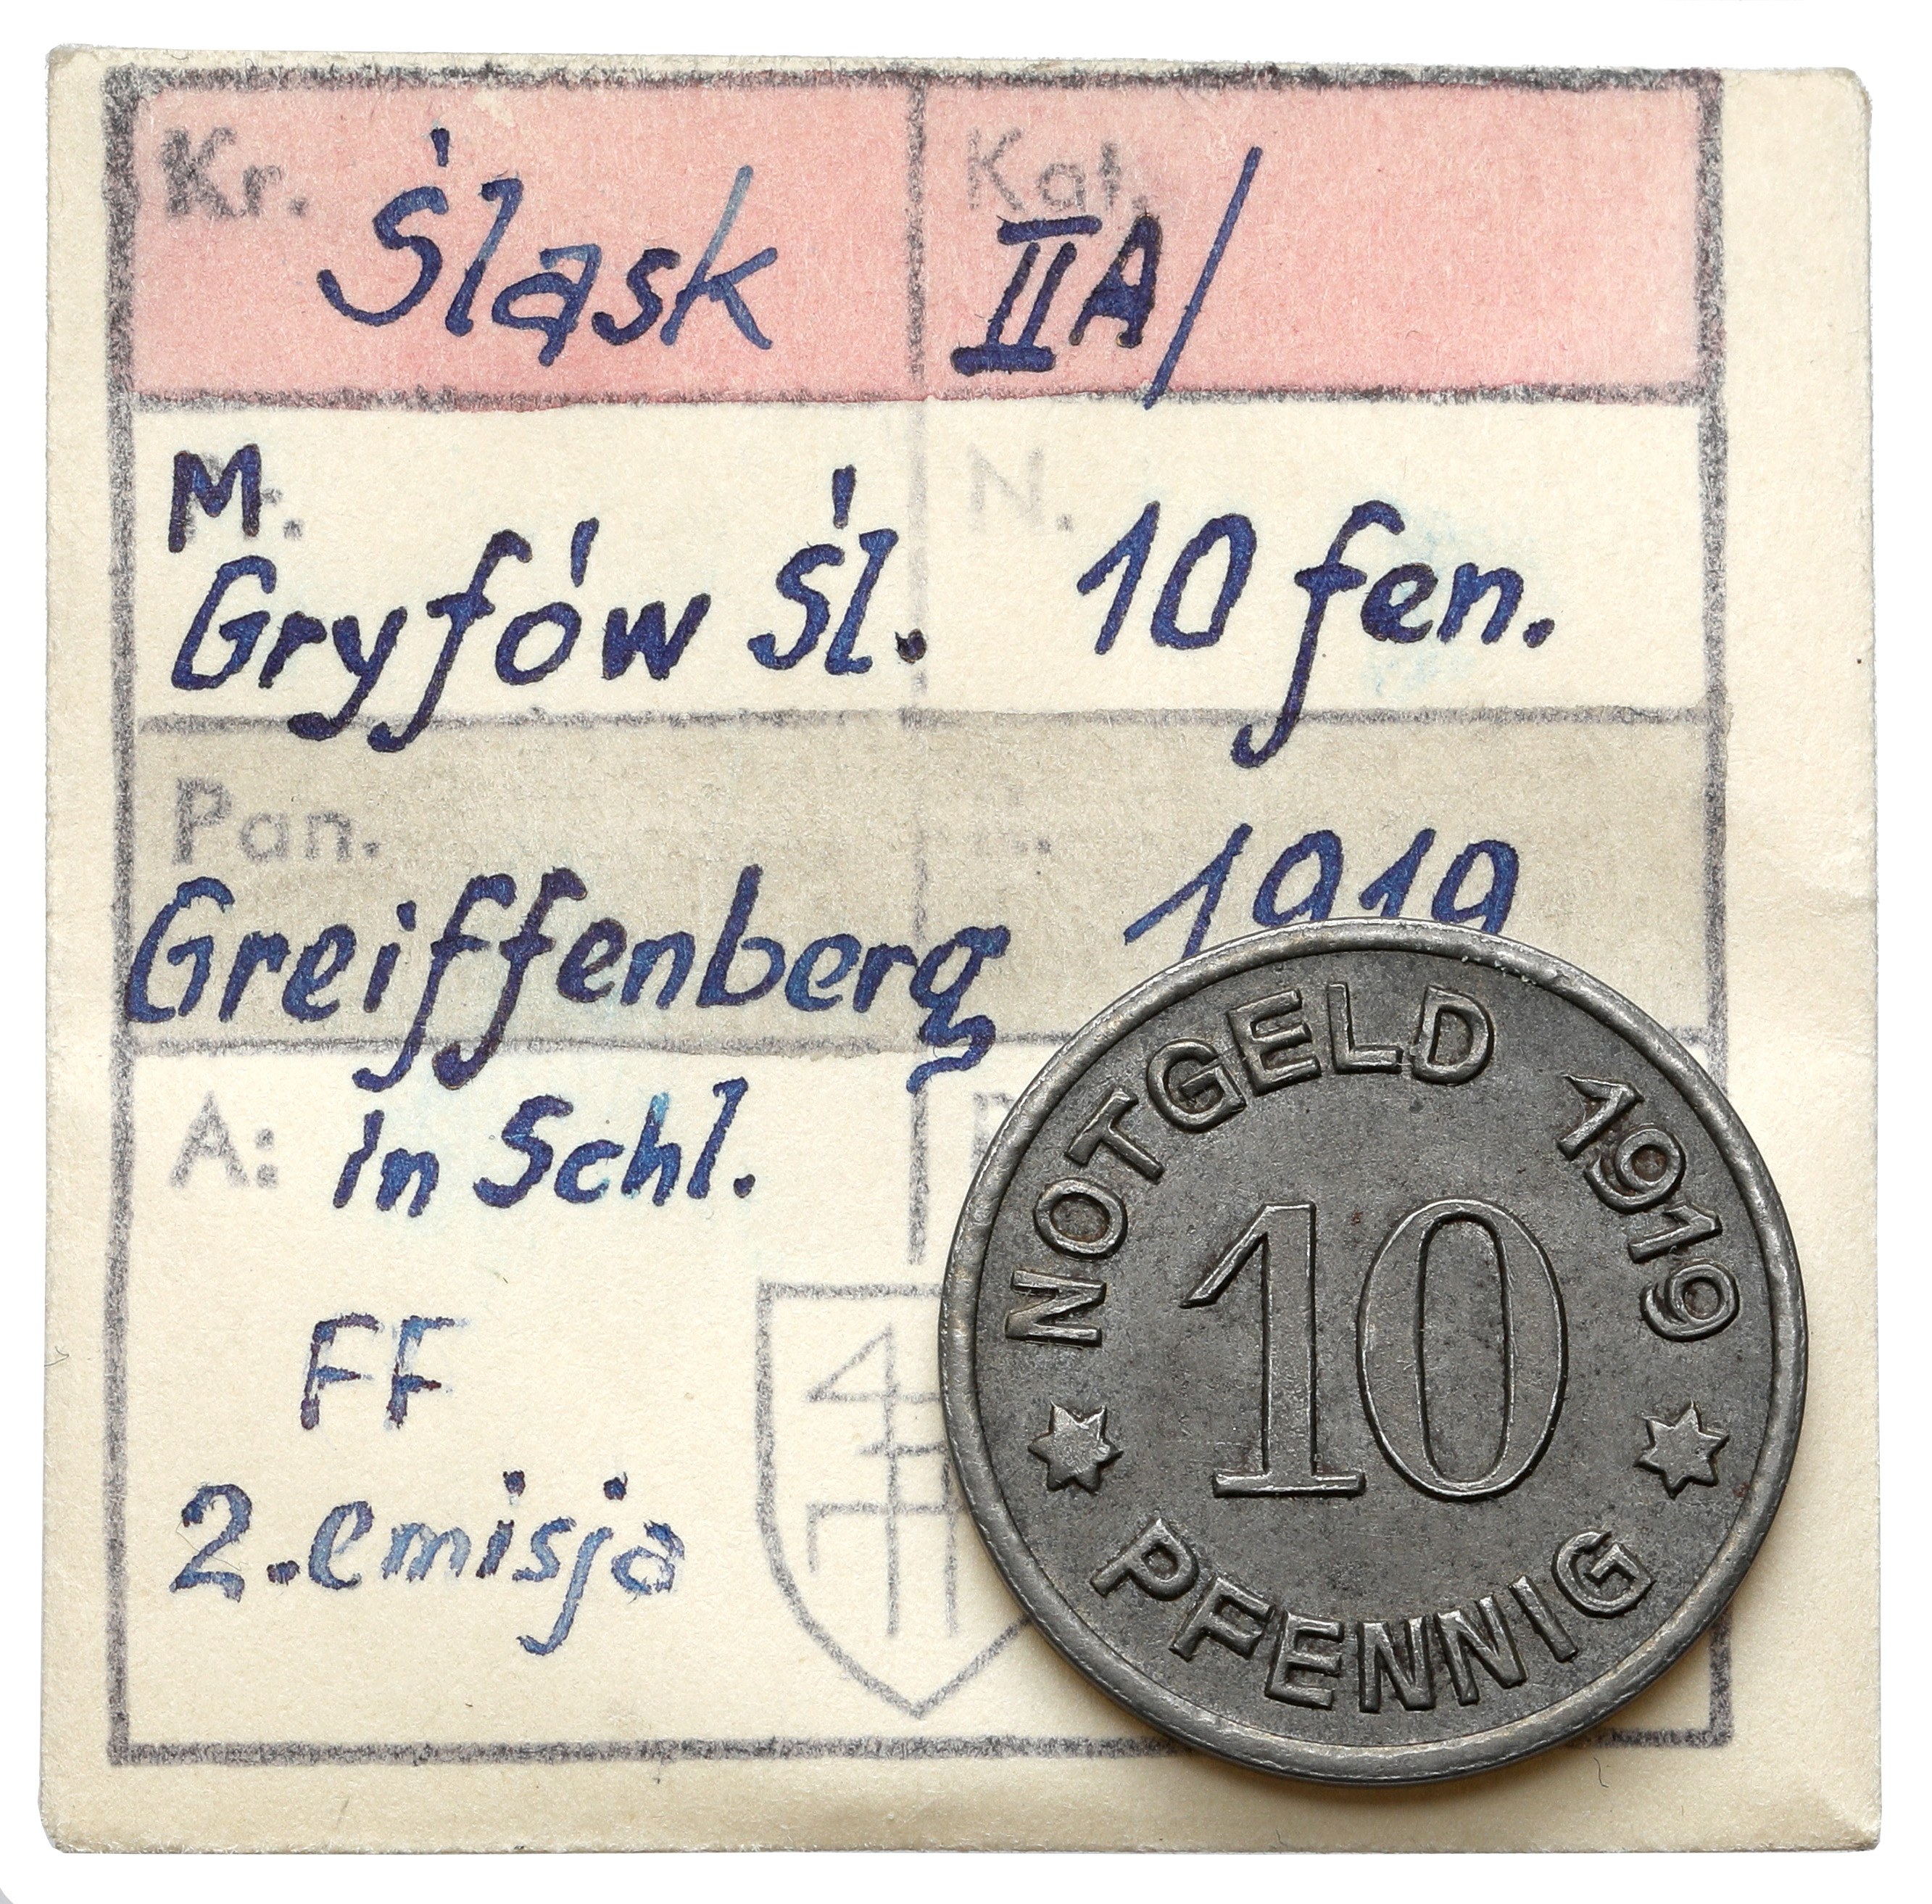 Kr. Śląsk
Kat. IIA/
M.
Gryfów Śl.
N. 10 fen.
Pan.
Greiffenberg
1919
A: in Schl.
FF
2. emisja
NOTGELD 1919
10
PFENNIG